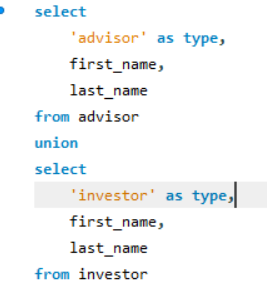 select
    'advisor' as type,
    first_name,
    last_name
from advisor
union
select
    'investor' as type,
    first_name,
    last_name
from investor